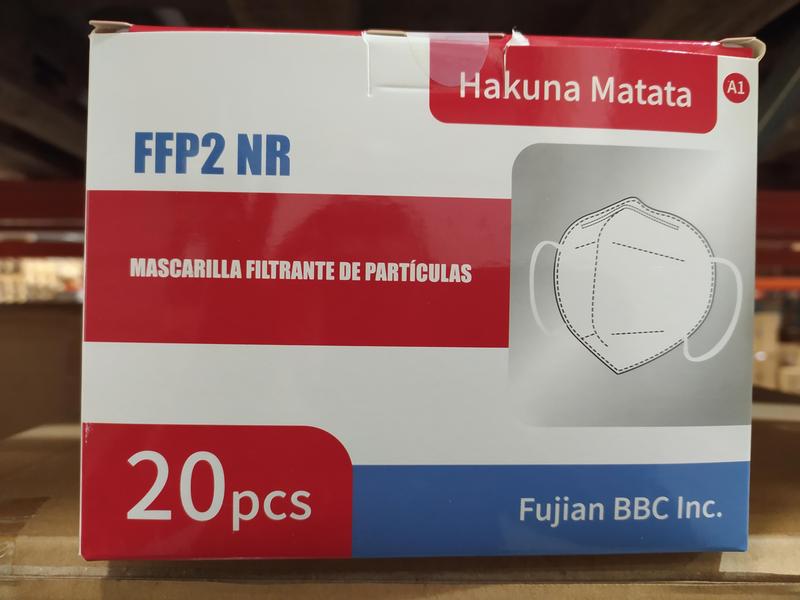 Hakuna Matata
A1
FFP2 NR
MASCARILLA FILTRANTE DE PARTÍCULAS
20pcs
Fujian BBC Inc.